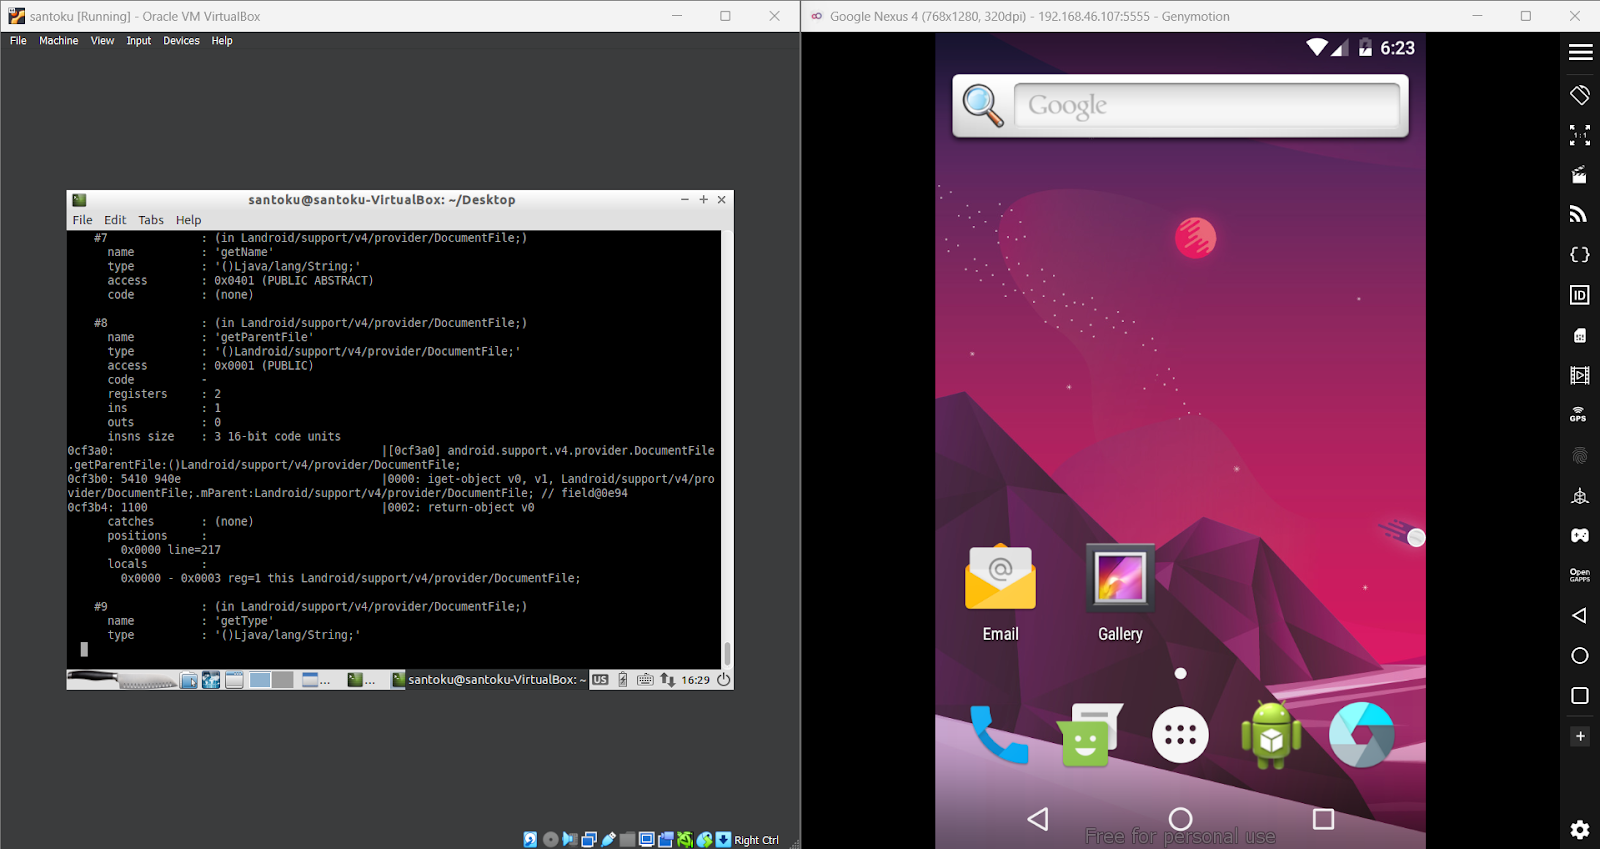 santoku [Running] - Oracle VM VirtualBox
File Machine View Input Devices Help
santoku@santoku-VirtualBox: ~/Desktop
File Edit Tabs Help
#7 : (in Landroid/support/v4/provider/DocumentFile;)
name : 'getName'
type : '()Ljava/lang/String;'
access : 0x0401 (PUBLIC ABSTRACT)
code : (none)
#8 : (in Landroid/support/v4/provider/DocumentFile;)
name : 'getParentFile'
type : '()Landroid/support/v4/provider/DocumentFile;'
access : 0x0001 (PUBLIC)
code -
registers : 2
ins : 1
outs : 0
insns size : 3 16-bit code units
0cf3a0: |[0cf3a0] android.support.v4.provider.DocumentFile
.getParentFile:()Landroid/support/v4/provider/DocumentFile;
0cf3b0: 5410 940e |0000: iget-object v0, v1, Landroid/support/v4/pro
vider/DocumentFile;.mParent:Landroid/support/v4/provider/DocumentFile; // field@0e94
0cf3b4: 1100 |0002: return-object v0
catches : (none)
positions :
0x0000 line=217
locals :
0x0000 - 0x0003 reg=1 this Landroid/support/v4/provider/DocumentFile;
#9 : (in Landroid/support/v4/provider/DocumentFile;)
name : 'getType'
type : '()Ljava/lang/String;'
... ... santoku@santoku-VirtualBox: ~ US 16:29
Right Ctrl
Google Nexus 4 (768x1280, 320dpi) - 192.168.46.107:5555 - Genymotion
6:23
Google
Email
Gallery
Free for personal use
1:1
ID
GPS
Open
GAPPS